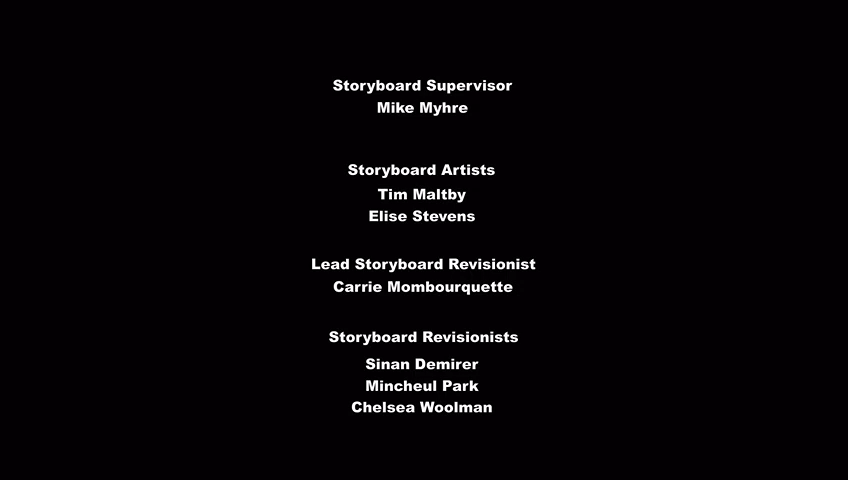 Storyboard Supervisor
Mike Myhre
Storyboard Artists
Tim Maltby
Elise Stevens
Lead Storyboard Revisionist
Carrie Mombourquette
Storyboard Revisionists
Sinan Demirer
Mincheul Park
Chelsea Woolman